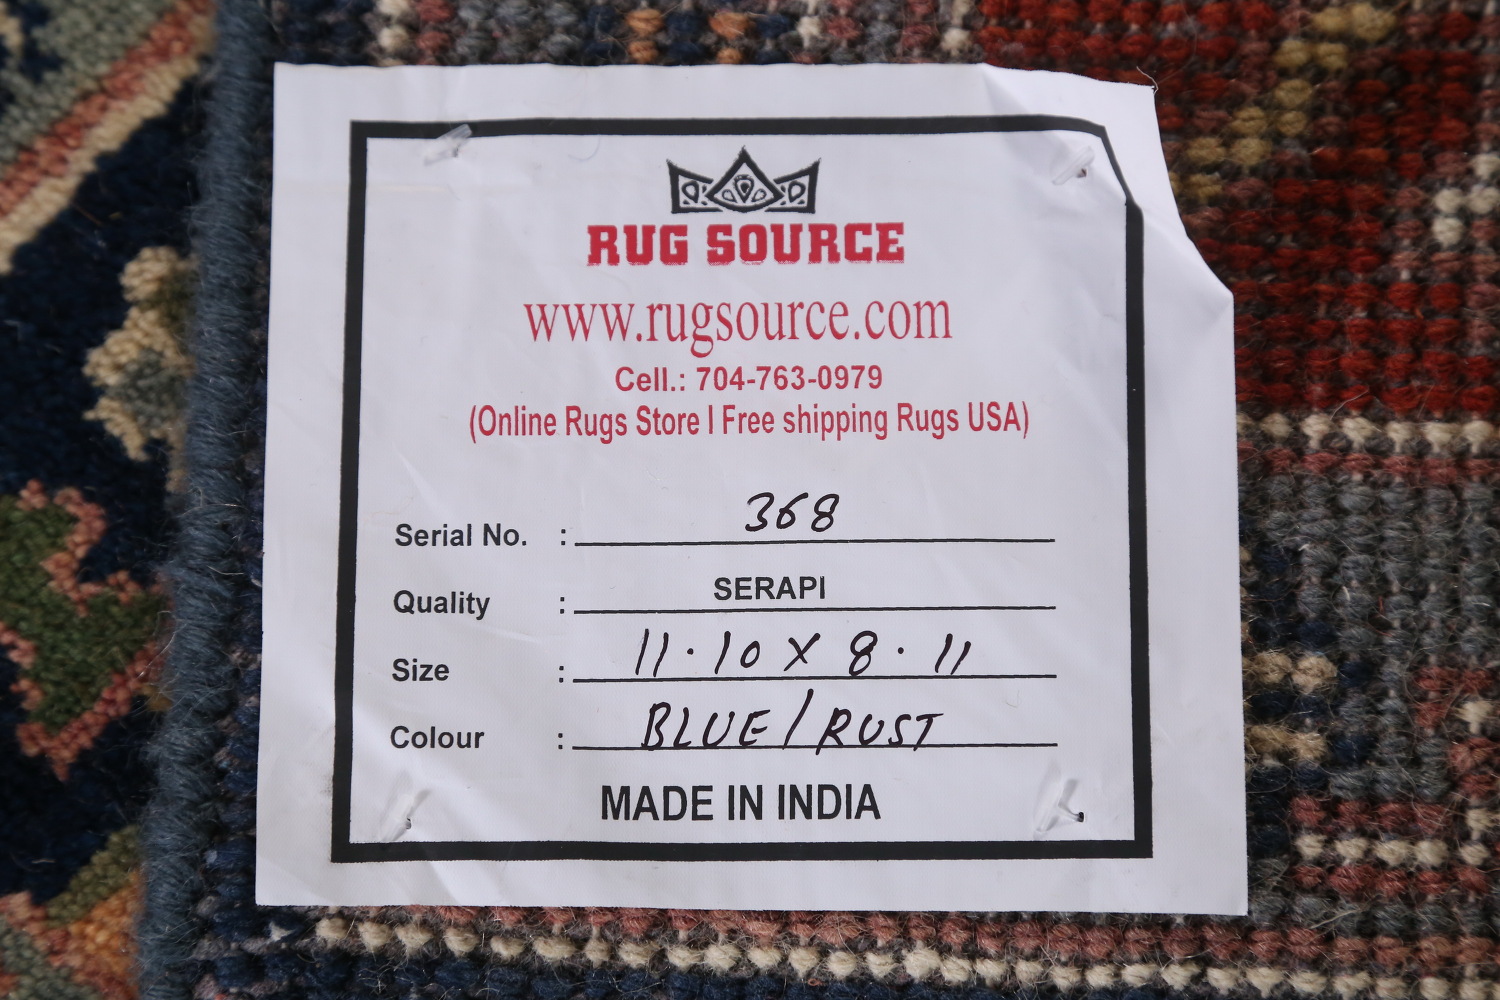 RUG SOURCE
www.rugsource.com
Cell.: 704-763-0979
(Online Rugs Store I Free shipping Rugs USA)
Serial No. : 368
Quality : SERAPI
Size : 11.10 X 8.11
Colour : BLUE/RUST
MADE IN INDIA